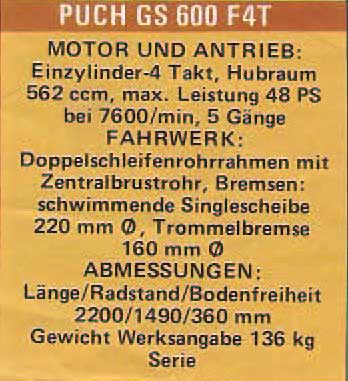 PUCH GS 600 F4T
MOTOR UND ANTRIEB:
Einzylinder-4 Takt, Hubraum
562 ccm, max. Leistung 48 PS
bei 7600/min, 5 Gänge
FAHRWERK:
Doppelschleifenrohrrahmen mit
Zentralbrustrohr, Bremsen:
schwimmende Singlescheibe
220 mm Ø, Trommelbremse
160 mm Ø
ABMESSUNGEN:
Länge/Radstand/Bodenfreiheit
2200/1490/360 mm
Gewicht Werksangabe 136 kg
Serie